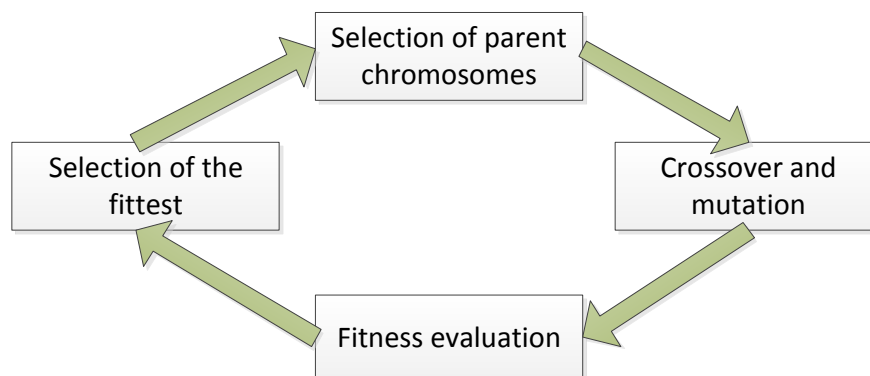 Selection of parent
chromosomes
Selection of the
fittest
Crossover and
mutation
Fitness evaluation